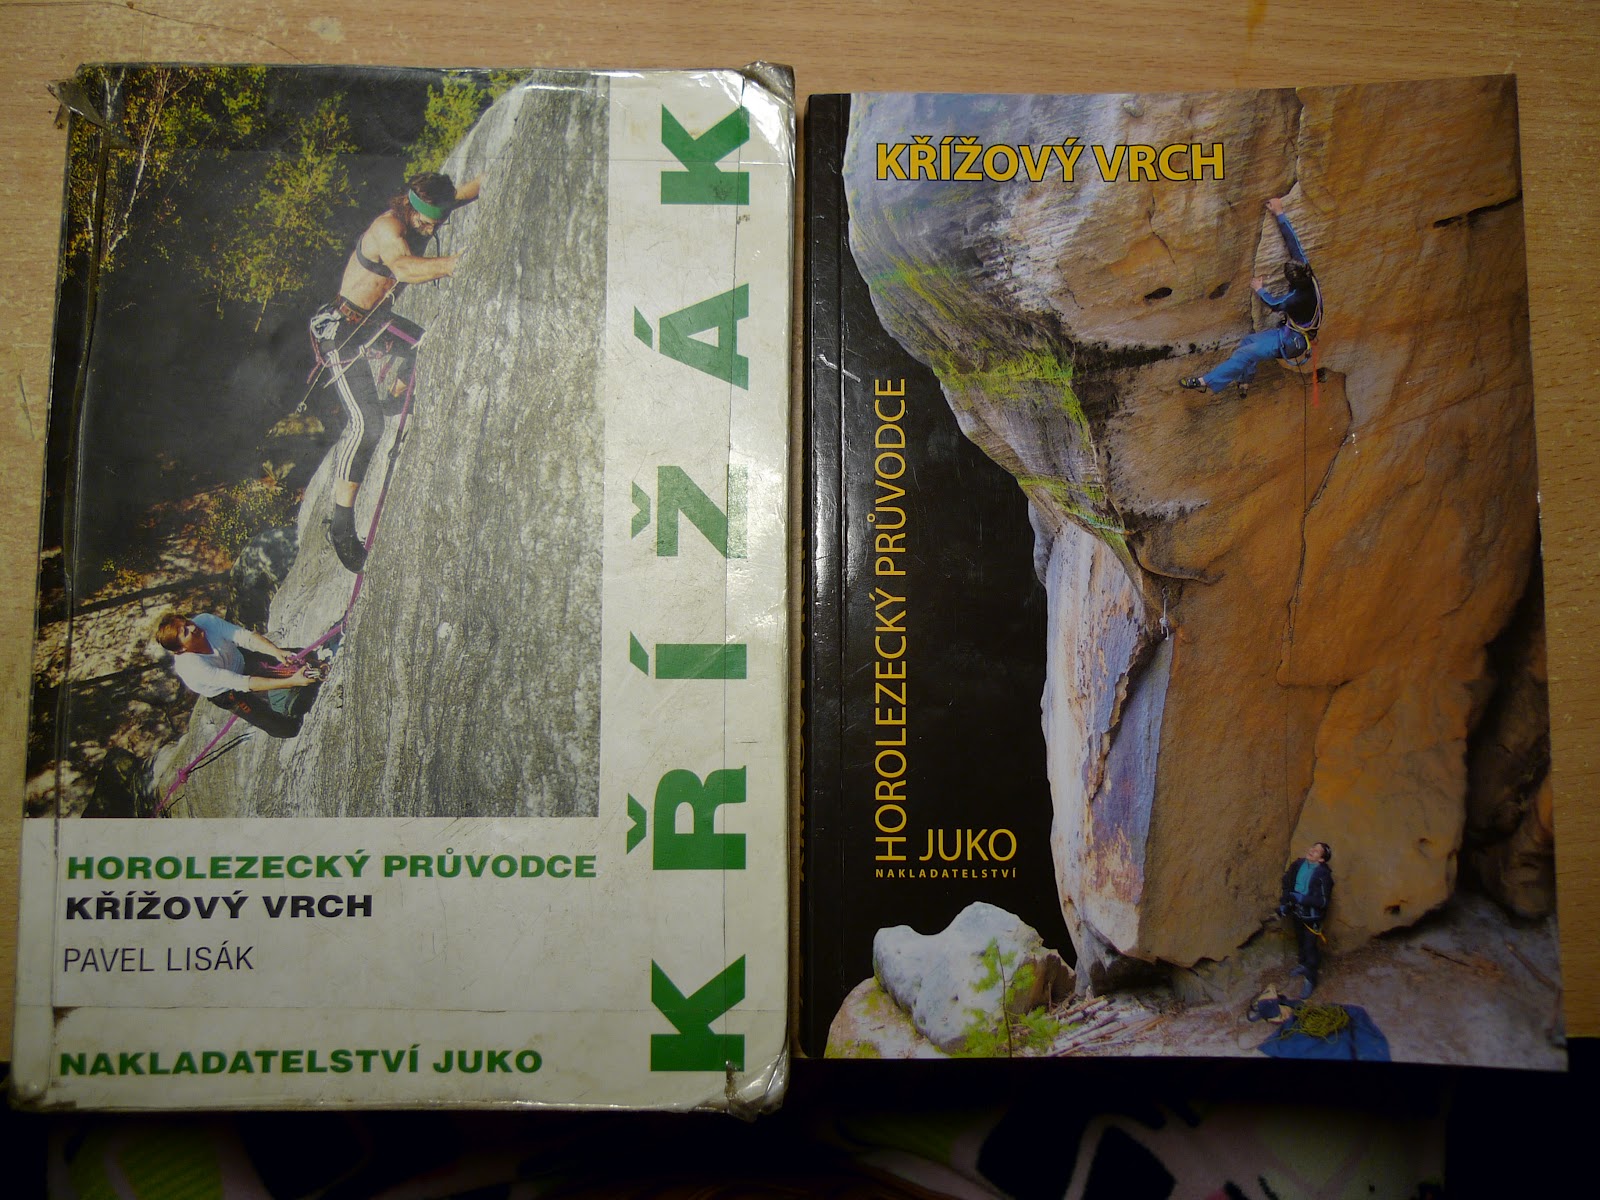 KŘÍŽÁK
HOROLEZECKÝ PRŮVODCE
KŘÍŽOVÝ VRCH
PAVEL LISÁK
NAKLADATELSTVÍ JUKO
KŘÍŽOVÝ VRCH
HOROLEZECKÝ PRŮVODCE
JUKO
NAKLADATELSTVÍ